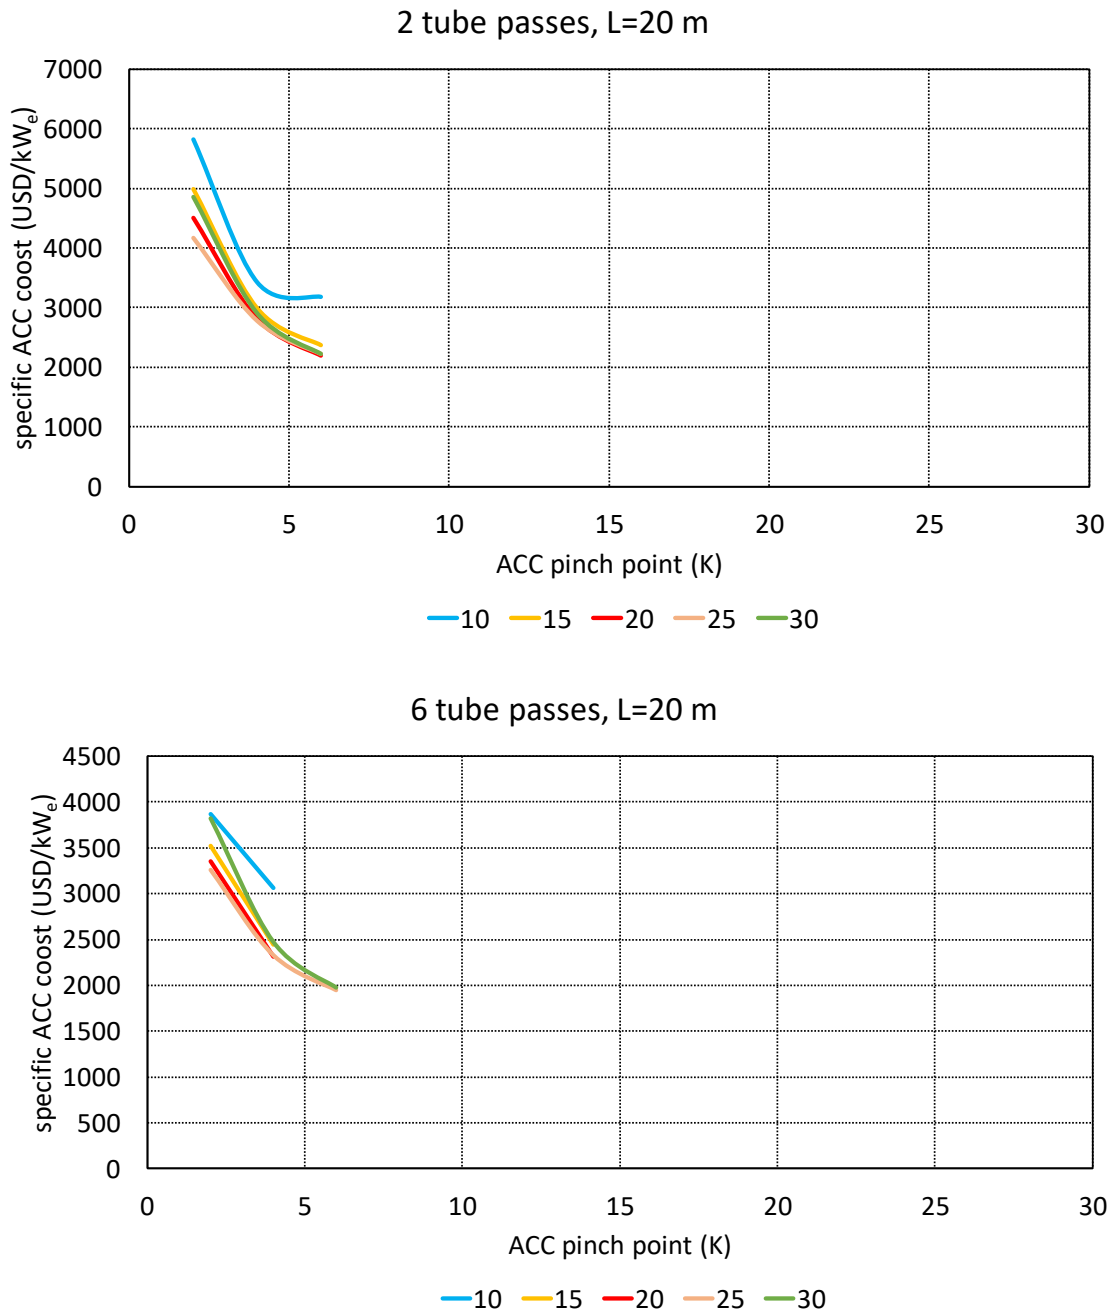 2 tube passes, L=20 m
specific ACC coost (USD/kWₑ)
7000
6000
5000
4000
3000
2000
1000
0
0 5 10 15 20 25 30
ACC pinch point (K)
10 15 20 25 30
6 tube passes, L=20 m
specific ACC coost (USD/kWₑ)
4500
4000
3500
3000
2500
2000
1500
1000
500
0
0 5 10 15 20 25 30
ACC pinch point (K)
10 15 20 25 30